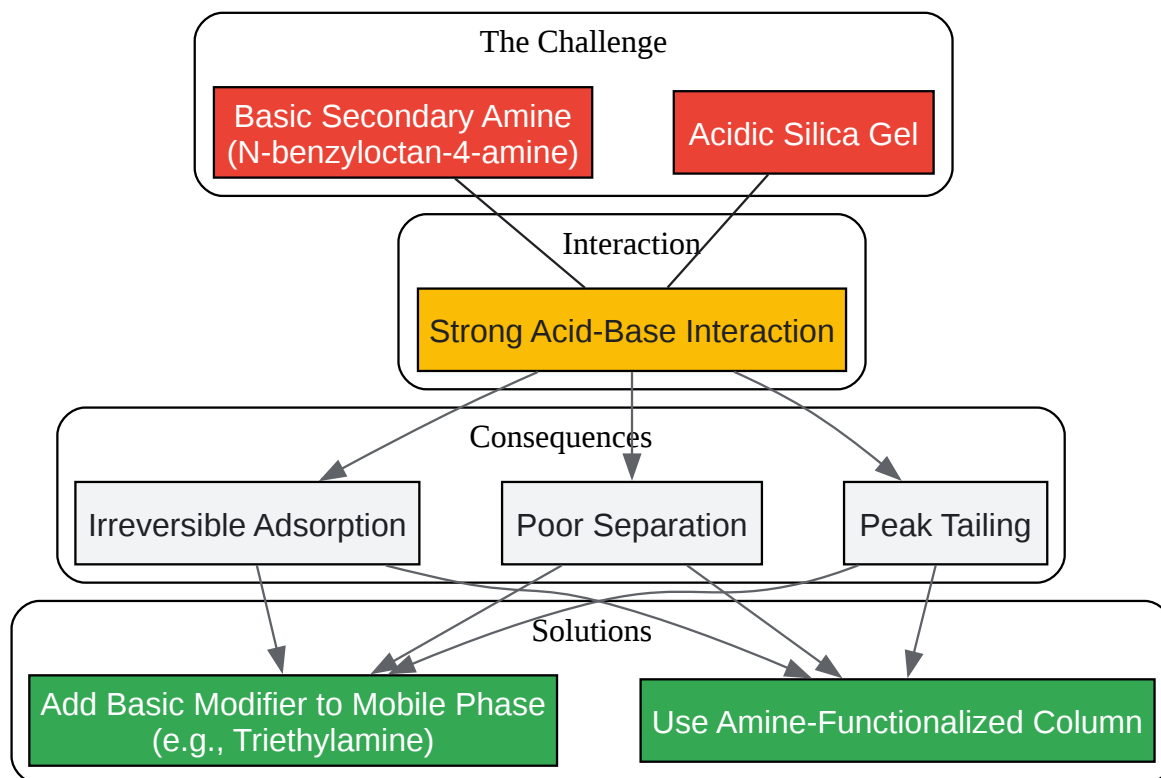 The Challenge
Basic Secondary Amine
(N-benzyloctan-4-amine)
Acidic Silica Gel
Interaction
Strong Acid-Base Interaction
Consequences
Irreversible Adsorption
Poor Separation
Peak Tailing
Solutions
Add Basic Modifier to Mobile Phase
(e.g., Triethylamine)
Use Amine-Functionalized Column